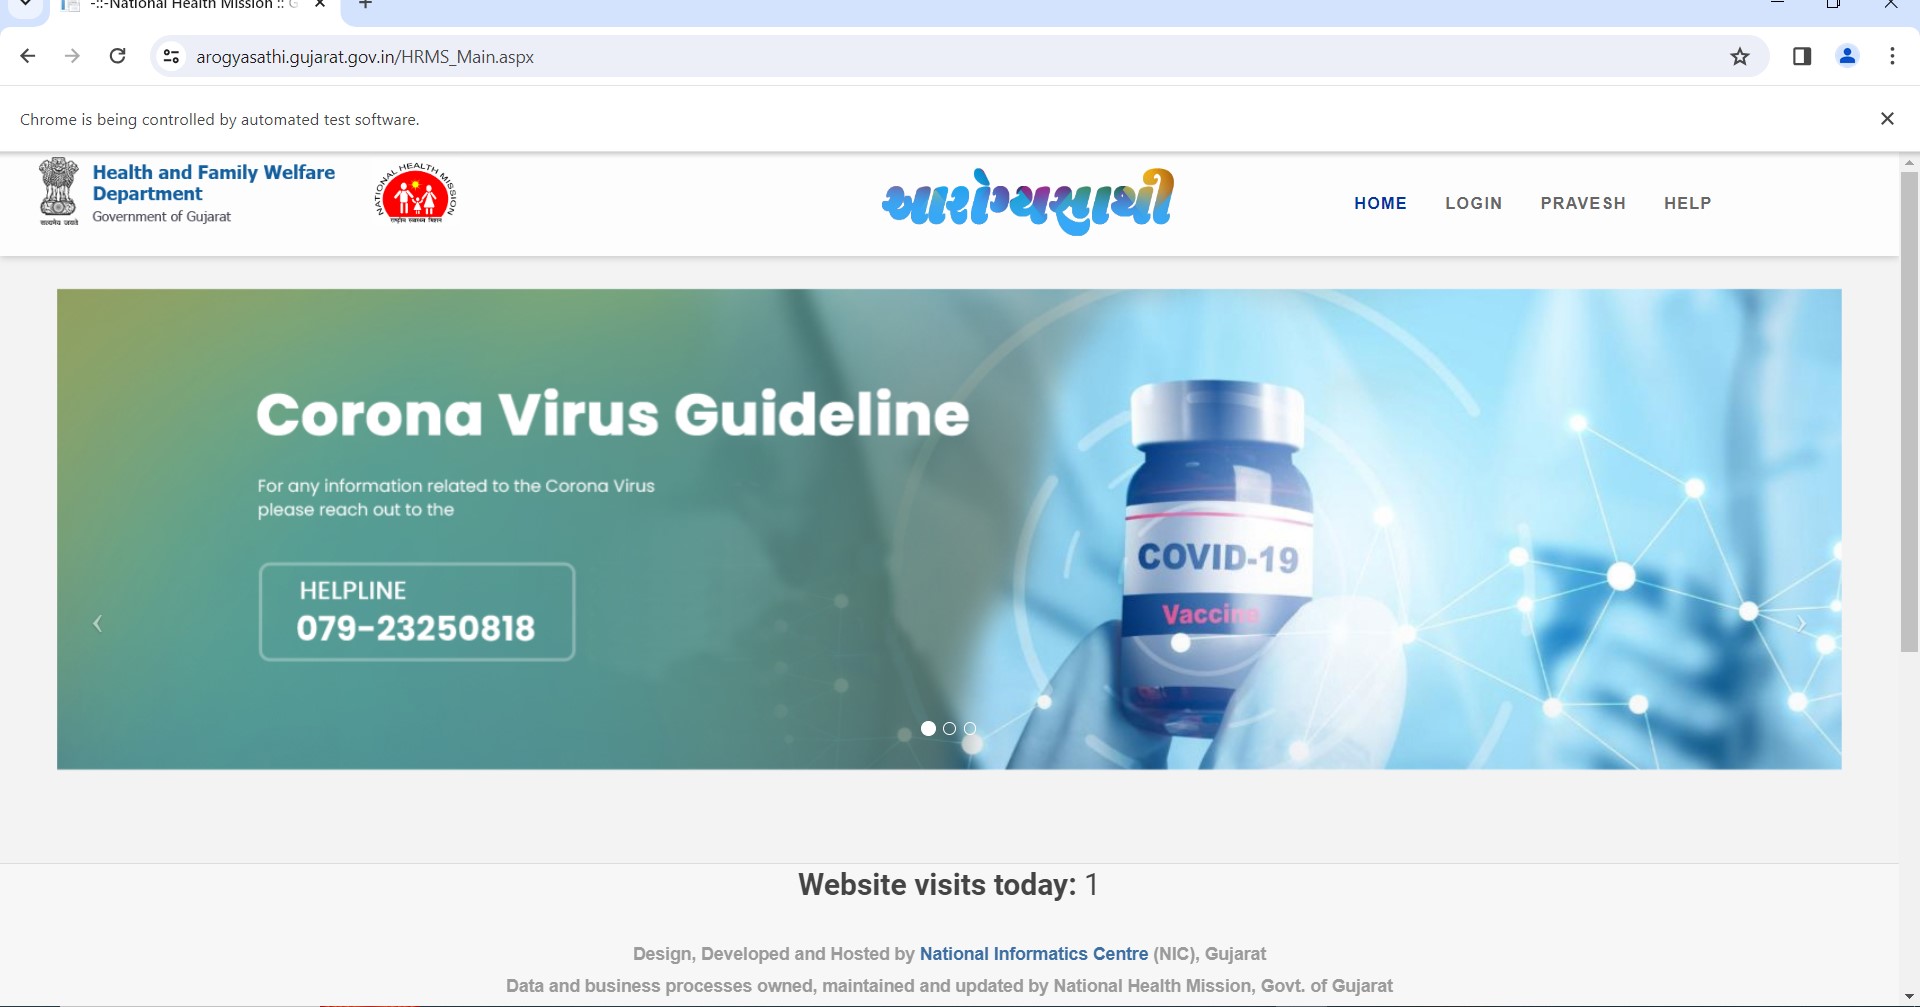 -::-National Health Mission :: G
arogyasathi.gujarat.gov.in/HRMS_Main.aspx
Chrome is being controlled by automated test software.
Health and Family Welfare
Department
Government of Gujarat
सत्यमेव जयते
NATIONAL HEALTH MISSION
राष्ट्रीय स्वास्थ्य मिशन
આરોગ્યસાથી
HOME LOGIN PRAVESH HELP
Corona Virus Guideline
For any information related to the Corona Virus
please reach out to the
HELPLINE
079-23250818
COVID-19
Vaccine
Website visits today: 1
Design, Developed and Hosted by National Informatics Centre (NIC), Gujarat
Data and business processes owned, maintained and updated by National Health Mission, Govt. of Gujarat